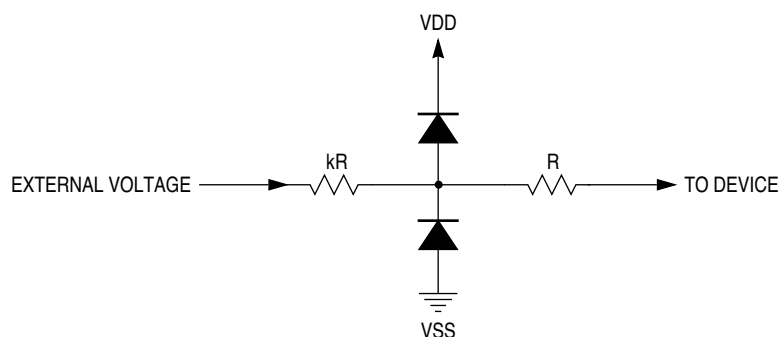 VDD
kR
R
EXTERNAL VOLTAGE
TO DEVICE
VSS